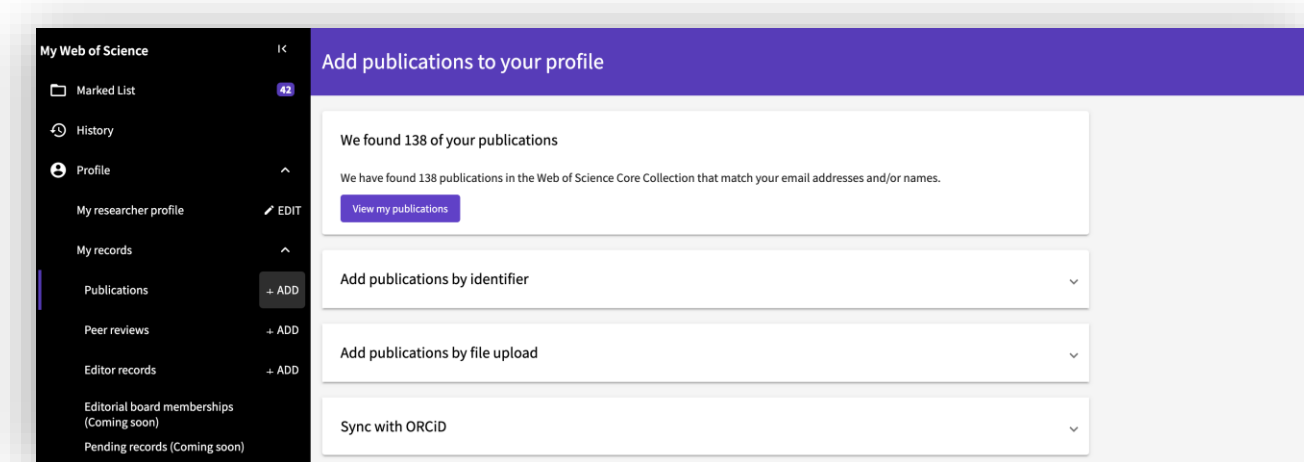 My Web of Science
Marked List 42
History
Profile
My researcher profile EDIT
My records
Publications + ADD
Peer reviews + ADD
Editor records + ADD
Editorial board memberships
(Coming soon)
Pending records (Coming soon)
Add publications to your profile
We found 138 of your publications
We have found 138 publications in the Web of Science Core Collection that match your email addresses and/or names.
View my publications
Add publications by identifier
Add publications by file upload
Sync with ORCiD